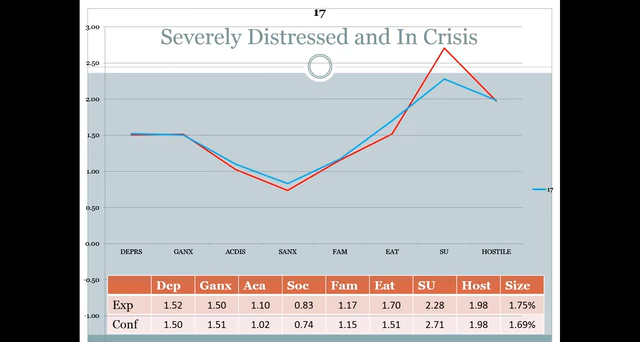 17
Severely Distressed and In Crisis
3.00
2.50
2.00
1.50
1.00
0.50
0.00
DEPRS GANX ACDIS SANX FAM EAT SU HOSTILE
17
-0.50
-1.00
Dep Ganx Aca Soc Fam Eat SU Host Size
Exp 1.52 1.50 1.10 0.83 1.17 1.70 2.28 1.98 1.75%
Conf 1.50 1.51 1.02 0.74 1.15 1.51 2.71 1.98 1.69%